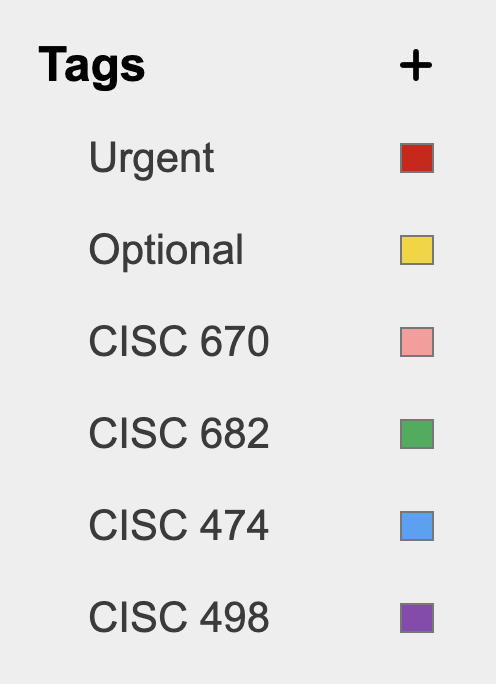 Tags +
Urgent
Optional
CISC 670
CISC 682
CISC 474
CISC 498